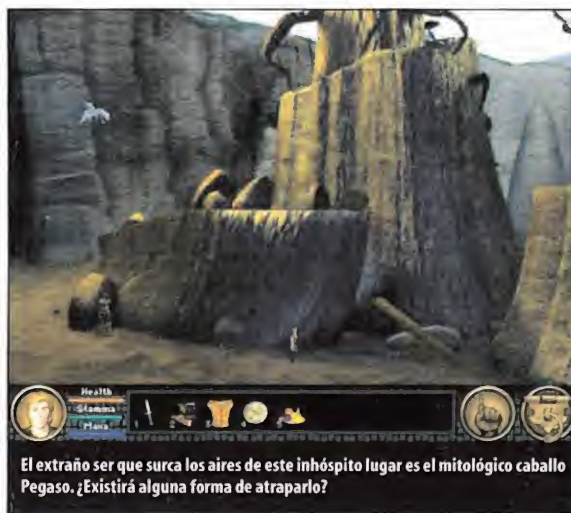 Health
Stamina
Mana
El extraño ser que surca los aires de este inhóspito lugar es el mitológico caballo
Pegaso. ¿Existirá alguna forma de atraparlo?